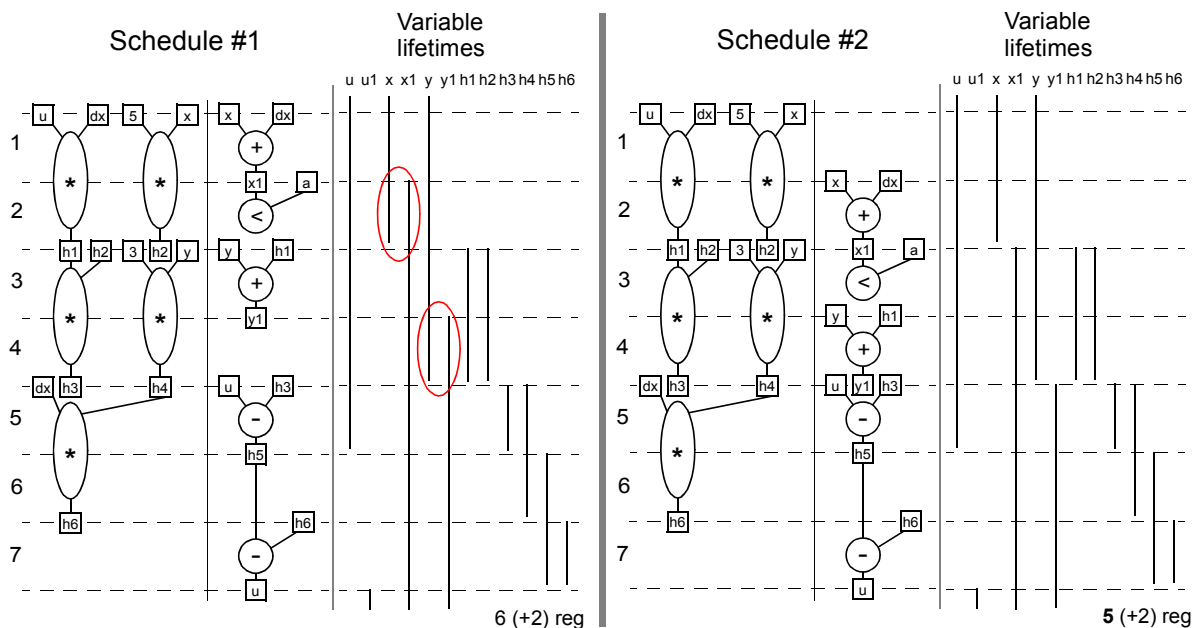 Schedule #1
Variable
lifetimes
u u1 x x1 y y1 h1 h2 h3 h4 h5 h6
u dx 5 x x dx
1
+
* * x1 a
2
<
h1 h2 3 h2 y y h1
3
+
* * y1
4
dx h3 h4 u h3
5
-
* h5
6
h6 h6
7
-
u
6 (+2) reg
Schedule #2
Variable
lifetimes
u u1 x x1 y y1 h1 h2 h3 h4 h5 h6
u dx 5 x
1
* * x dx
2
+
h1 h2 3 h2 y x1 a
3
<
* * y h1
4
+
dx h3 h4 u y1 h3
5
-
* h5
6
h6 h6
7
-
u
5 (+2) reg